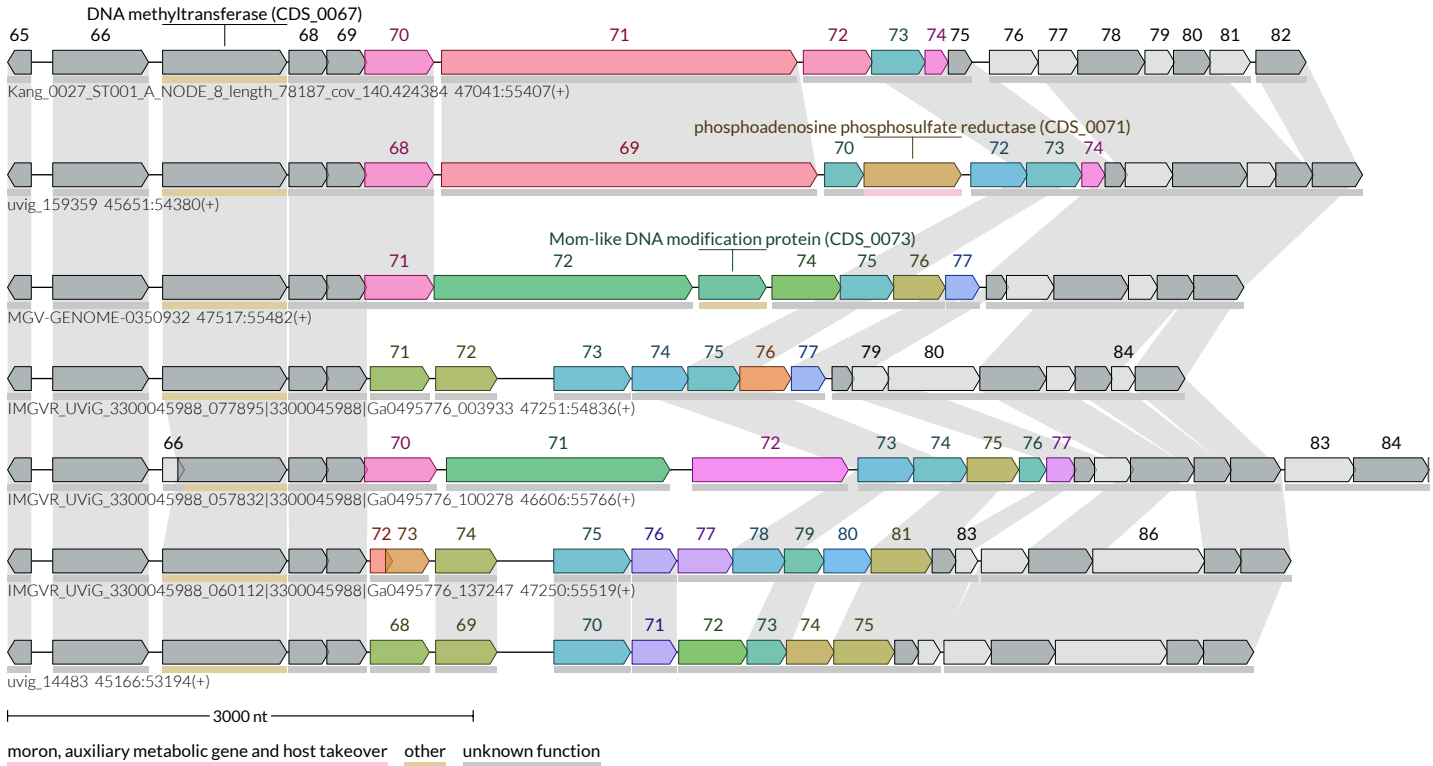 DNA methyltransferase (CDS_0067)
65 66 68 69 70 71 72 73 74 75 76 77 78 79 80 81 82
Kang_0027_ST001_A_NODE_8_length_78187_cov_140.424384 47041:55407(+)
phosphoadenosine phosphosulfate reductase (CDS_0071)
68 69 70 72 73 74
uvig_159359 45651:54380(+)
Mom-like DNA modification protein (CDS_0073)
71 72 74 75 76 77
MGV-GENOME-0350932 47517:55482(+)
71 72 73 74 75 76 77 79 80 84
IMGVR_UViG_3300045988_077895|3300045988|Ga0495776_003933 47251:54836(+)
66 70 71 72 73 74 75 76 77 83 84
IMGVR_UViG_3300045988_057832|3300045988|Ga0495776_100278 46606:55766(+)
72 73 74 75 76 77 78 79 80 81 83 86
IMGVR_UViG_3300045988_060112|3300045988|Ga0495776_137247 47250:55519(+)
68 69 70 71 72 73 74 75
uvig_14483 45166:53194(+)
3000 nt
moron, auxiliary metabolic gene and host takeover other unknown function